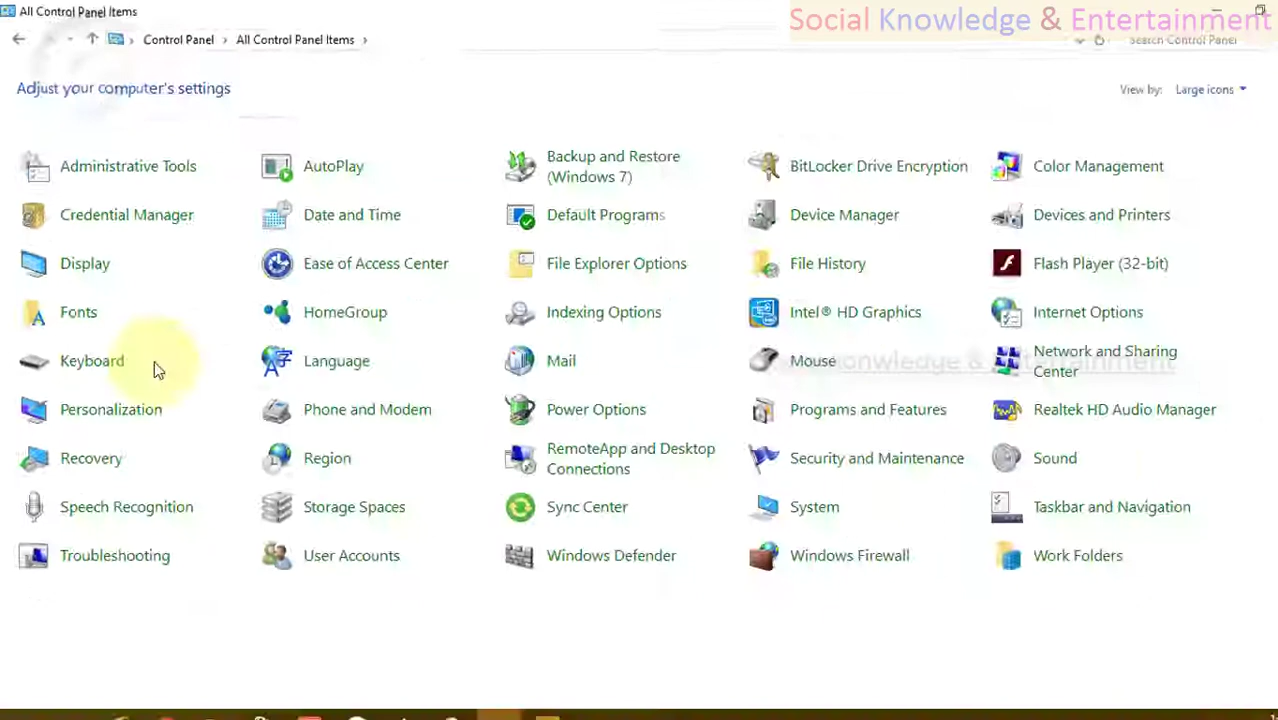 All Control Panel Items
Social Knowledge & Entertainment
Control Panel > All Control Panel Items >
Search Control Panel
Adjust your computer's settings
View by: Large icons
Administrative Tools
AutoPlay
Backup and Restore
(Windows 7)
BitLocker Drive Encryption
Color Management
Credential Manager
Date and Time
Default Programs
Device Manager
Devices and Printers
Display
Ease of Access Center
File Explorer Options
File History
Flash Player (32-bit)
Fonts
HomeGroup
Indexing Options
Intel® HD Graphics
Internet Options
Keyboard
Language
Mail
Mouse
Knowledge & Entertainment
Network and Sharing
Center
Personalization
Phone and Modem
Power Options
Programs and Features
Realtek HD Audio Manager
Recovery
Region
RemoteApp and Desktop
Connections
Security and Maintenance
Sound
Speech Recognition
Storage Spaces
Sync Center
System
Taskbar and Navigation
Troubleshooting
User Accounts
Windows Defender
Windows Firewall
Work Folders